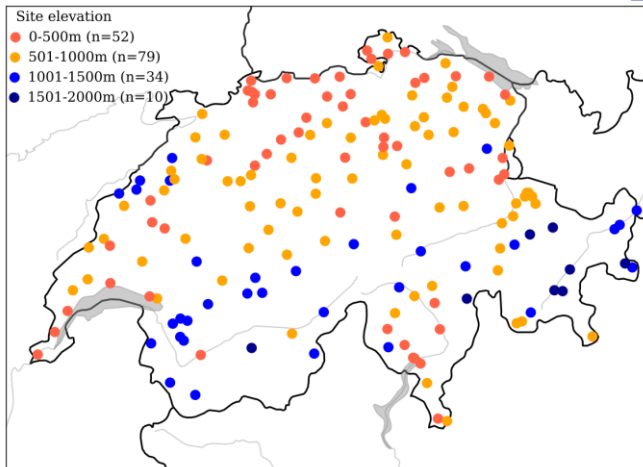 Site elevation
0-500m (n=52)
501-1000m (n=79)
1001-1500m (n=34)
1501-2000m (n=10)